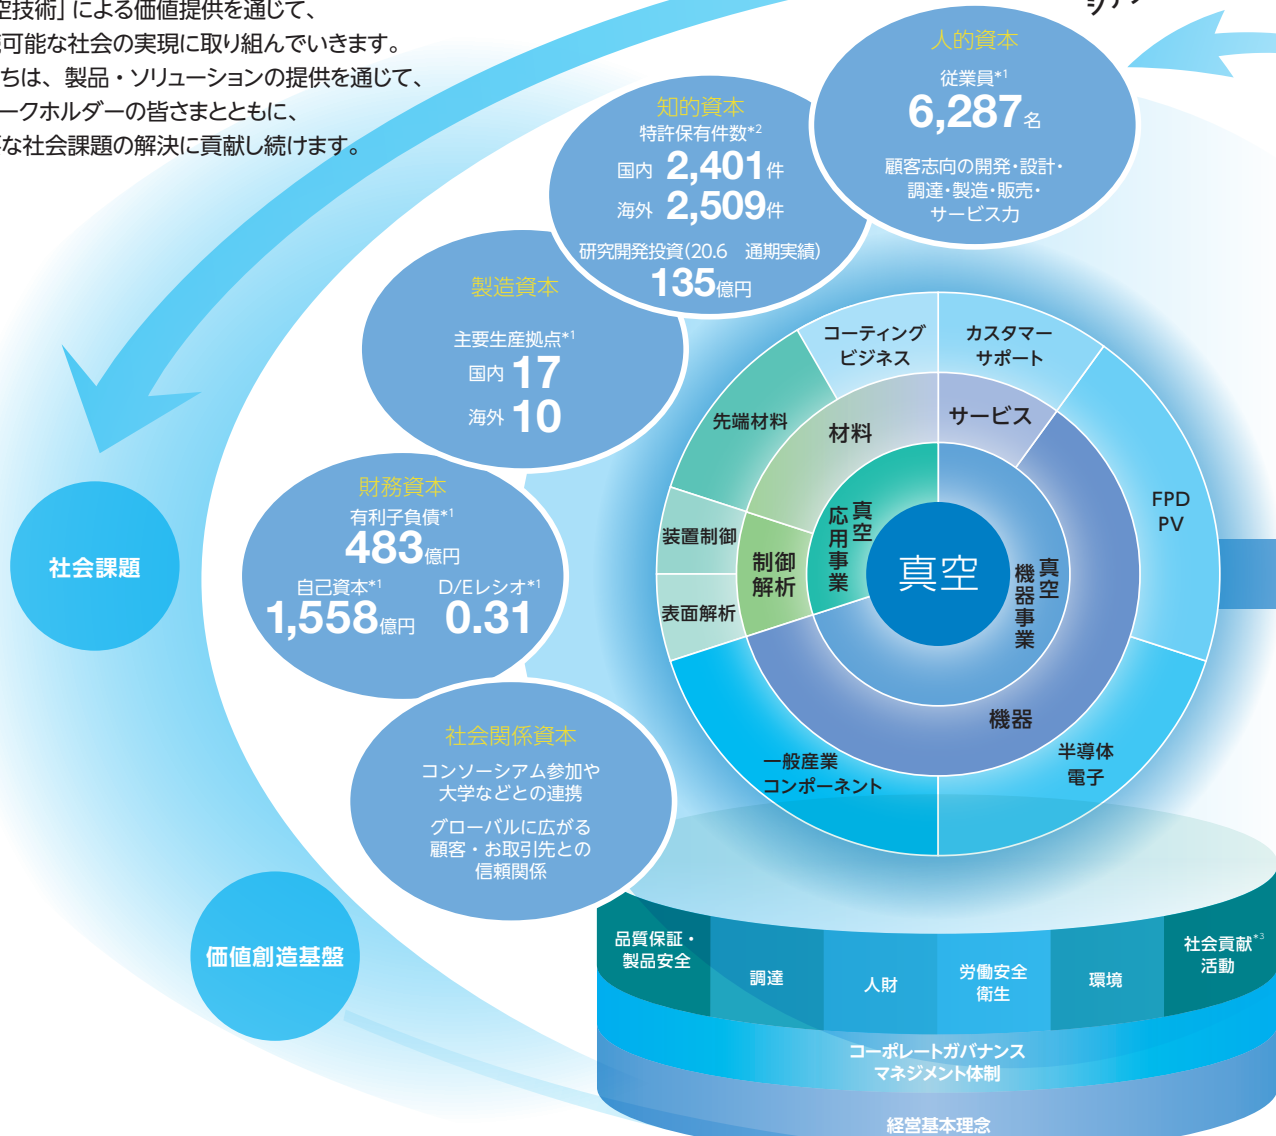 空技術」による価値提供を通じて、
可能な社会の実現に取り組んでいきます。
ちは、製品・ソリューションの提供を通じて、
ークホルダーの皆さまとともに、
な社会課題の解決に貢献し続けます。
人的資本
従業員*1
6,287名
顧客志向の開発・設計・
調達・製造・販売・
サービス力
知的資本
特許保有件数*2
国内 2,401件
海外 2,509件
研究開発投資(20.6 通期実績)
135億円
製造資本
主要生産拠点*1
国内 17
海外 10
財務資本
有利子負債*1
483億円
自己資本*1
1,558億円
D/Eレシオ*1
0.31
社会関係資本
コンソーシアム参加や
大学などとの連携
グローバルに広がる
顧客・お取引先との
信頼関係
社会課題
価値創造基盤
コーティング
ビジネス
カスタマー
サポート
先端材料
材料
サービス
FPD
PV
装置制御
制御
解析
表面解析
真空
応用事業
真空
真空
機器事業
機器
半導体
電子
一般産業
コンポーネント
品質保証・
製品安全
調達
人財
労働安全
衛生
環境
社会貢献*3
活動
コーポレートガバナンス
マネジメント体制
経営基本理念